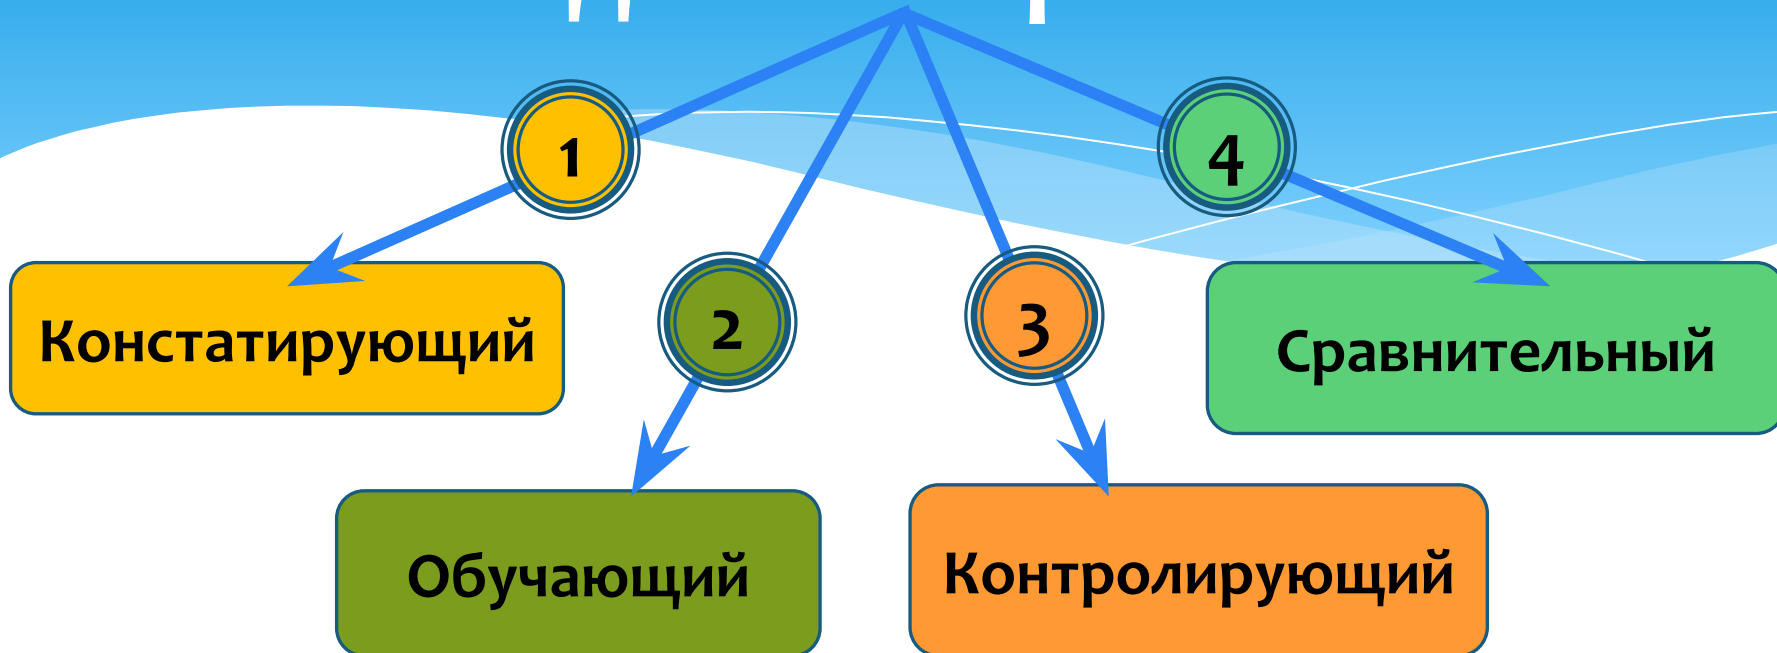 1
4
2
3
Констатирующий
Сравнительный
Обучающий
Контролирующий